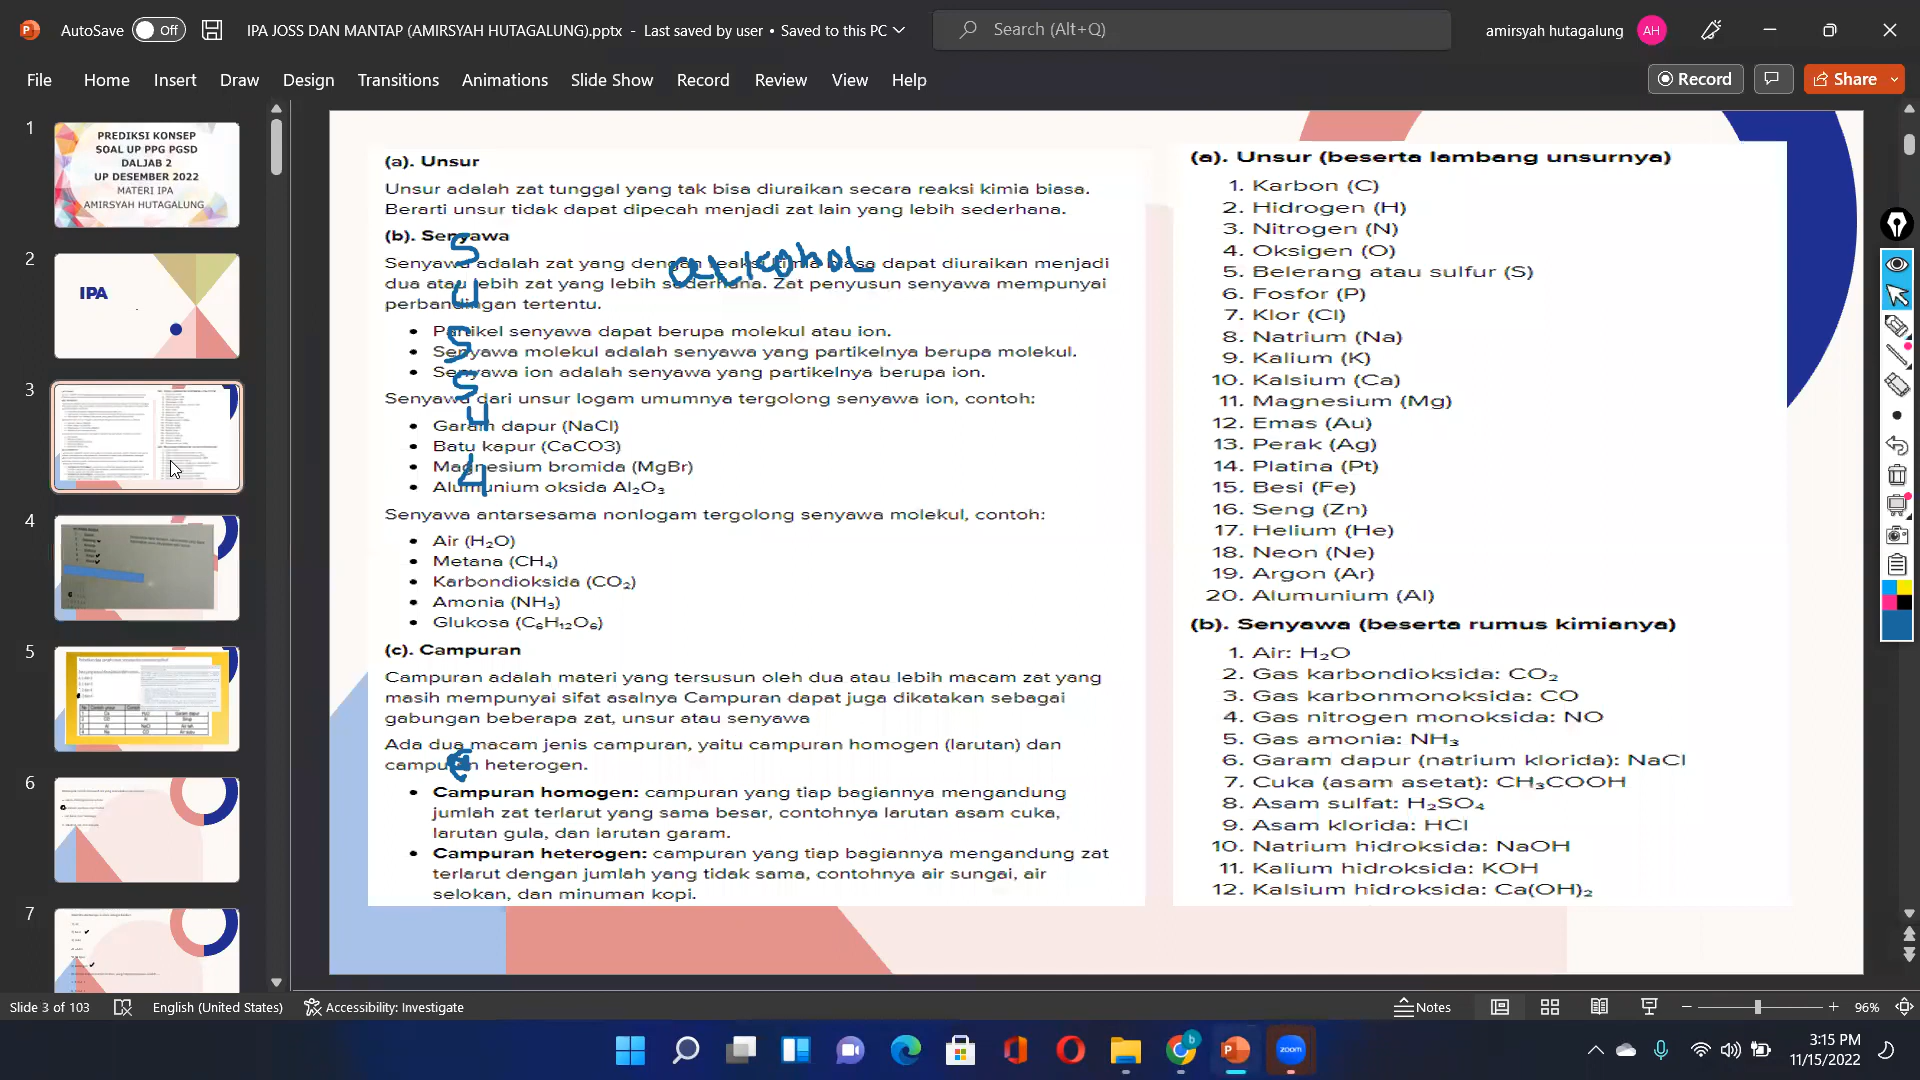 AutoSave Off IPA JOSS DAN MANTAP (AMIRSYAH HUTAGALUNG).pptx - Last saved by user • Saved to this PC Search (Alt+Q) amirsyah hutagalung AH
File Home Insert Draw Design Transitions Animations Slide Show Record Review View Help Record Share
1
PREDIKSI KONSEP
SOAL UP PPG PGSD
DALJAB 2
UP DESEMBER 2022
MATERI IPA
AMIRSYAH HUTAGALUNG
2
IPA
3
4
5
6
7
(a). Unsur
Unsur adalah zat tunggal yang tak bisa diuraikan secara reaksi kimia biasa.
Berarti unsur tidak dapat dipecah menjadi zat lain yang lebih sederhana.
(b). Senyawa
Senyawa adalah zat yang dengan reaksi kimia biasa dapat diuraikan menjadi
dua atau lebih zat yang lebih sederhana. Zat penyusun senyawa mempunyai
perbandingan tertentu.
• Partikel senyawa dapat berupa molekul atau ion.
• Senyawa molekul adalah senyawa yang partikelnya berupa molekul.
• Senyawa ion adalah senyawa yang partikelnya berupa ion.
Senyawa dari unsur logam umumnya tergolong senyawa ion, contoh:
• Garam dapur (NaCl)
• Batu kapur (CaCO3)
• Magnesium bromida (MgBr)
• Alumunium oksida Al₂O₃
Senyawa antarsesama nonlogam tergolong senyawa molekul, contoh:
• Air (H₂O)
• Metana (CH₄)
• Karbondioksida (CO₂)
• Amonia (NH₃)
• Glukosa (C₆H₁₂O₆)
(c). Campuran
Campuran adalah materi yang tersusun oleh dua atau lebih macam zat yang
masih mempunyai sifat asalnya Campuran dapat juga dikatakan sebagai
gabungan beberapa zat, unsur atau senyawa
Ada dua macam jenis campuran, yaitu campuran homogen (larutan) dan
campuran heterogen.
• Campuran homogen: campuran yang tiap bagiannya mengandung
jumlah zat terlarut yang sama besar, contohnya larutan asam cuka,
larutan gula, dan larutan garam.
• Campuran heterogen: campuran yang tiap bagiannya mengandung zat
terlarut dengan jumlah yang tidak sama, contohnya air sungai, air
selokan, dan minuman kopi.
alkohol
S
U
S
S
4
4
(a). Unsur (beserta lambang unsurnya)
1. Karbon (C)
2. Hidrogen (H)
3. Nitrogen (N)
4. Oksigen (O)
5. Belerang atau sulfur (S)
6. Fosfor (P)
7. Klor (Cl)
8. Natrium (Na)
9. Kalium (K)
10. Kalsium (Ca)
11. Magnesium (Mg)
12. Emas (Au)
13. Perak (Ag)
14. Platina (Pt)
15. Besi (Fe)
16. Seng (Zn)
17. Helium (He)
18. Neon (Ne)
19. Argon (Ar)
20. Alumunium (Al)
(b). Senyawa (beserta rumus kimianya)
1. Air: H₂O
2. Gas karbondioksida: CO₂
3. Gas karbonmonoksida: CO
4. Gas nitrogen monoksida: NO
5. Gas amonia: NH₃
6. Garam dapur (natrium klorida): NaCl
7. Cuka (asam asetat): CH₃COOH
8. Asam sulfat: H₂SO₄
9. Asam klorida: HCl
10. Natrium hidroksida: NaOH
11. Kalium hidroksida: KOH
12. Kalsium hidroksida: Ca(OH)₂
Slide 3 of 103 English (United States) Accessibility: Investigate Notes 96%
zoom
3:15 PM
11/15/2022